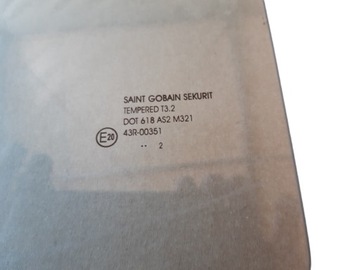 SAINT GOBAIN SEKURIT
TEMPERED T3.2
DOT 618 AS2 M321
E20 43R-00351
·· 2